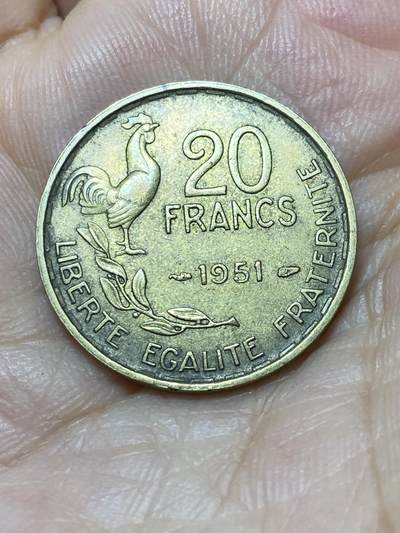 20
FRANCS
1951
LIBERTE EGALITE FRATERNITE